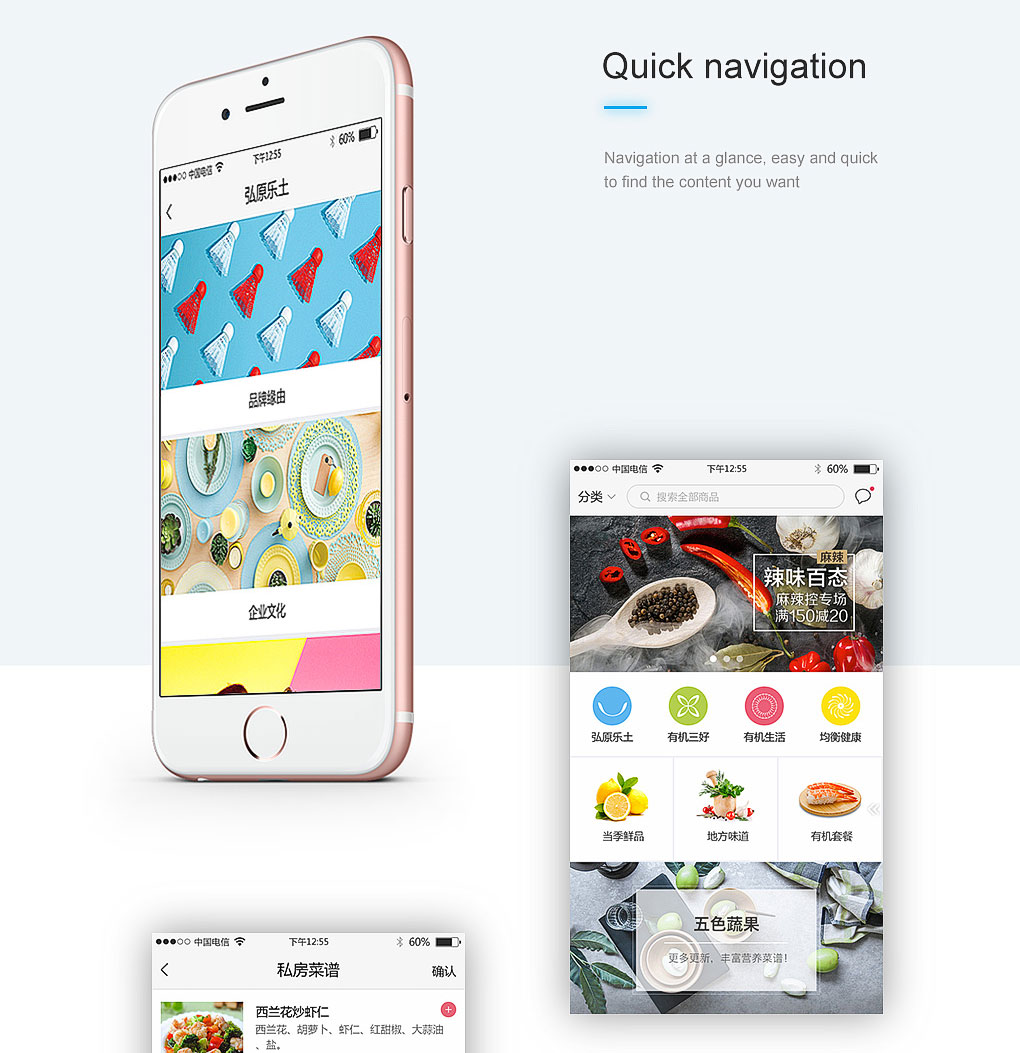 Quick navigation
Navigation at a glance, easy and quick
to find the content you want
中国电信 下午12:55 60%
弘原乐土
品牌缘由
企业文化
中国电信 下午12:55 60%
分类 搜索全部商品
麻辣
辣味百态
麻辣控专场
满150减20
弘原乐土 有机三好 有机生活 均衡健康
当季鲜品 地方味道 有机套餐
五色蔬果
更多更新，丰富营养菜谱！
中国电信 下午12:55 60%
私房菜谱 确认
西兰花炒虾仁
西兰花、胡萝卜、虾仁、红甜椒、大蒜油
、盐。